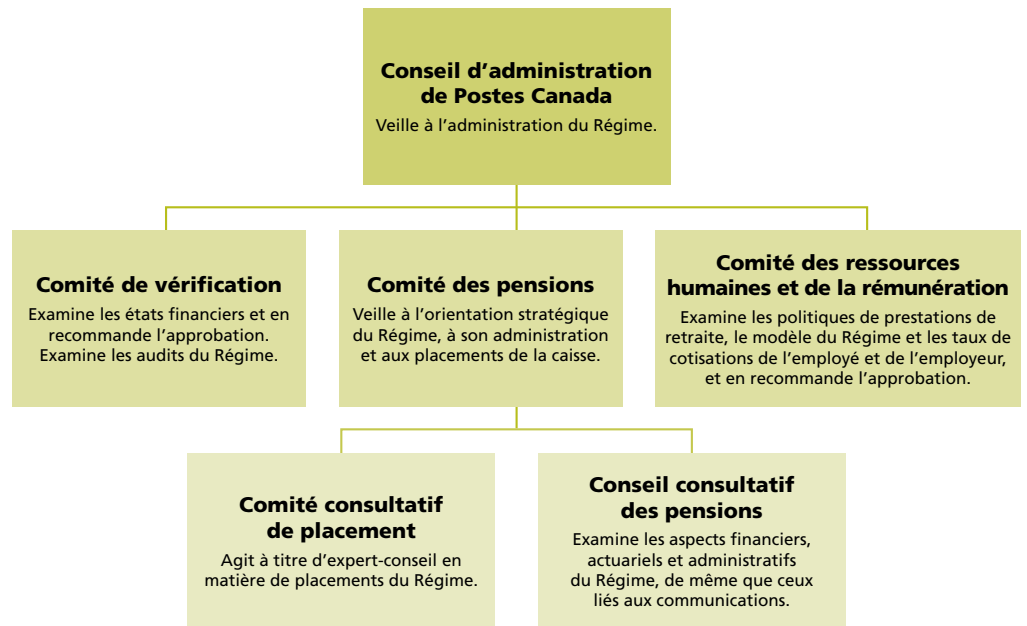 Conseil d’administration
de Postes Canada
Veille à l’administration du Régime.
Comité de vérification
Examine les états financiers et en
recommande l’approbation.
Examine les audits du Régime.
Comité des pensions
Veille à l’orientation stratégique
du Régime, à son administration
et aux placements de la caisse.
Comité des ressources
humaines et de la rémunération
Examine les politiques de prestations de
retraite, le modèle du Régime et les taux de
cotisations de l’employé et de l’employeur,
et en recommande l’approbation.
Comité consultatif
de placement
Agit à titre d’expert-conseil en
matière de placements du Régime.
Conseil consultatif
des pensions
Examine les aspects financiers,
actuariels et administratifs
du Régime, de même que ceux
liés aux communications.